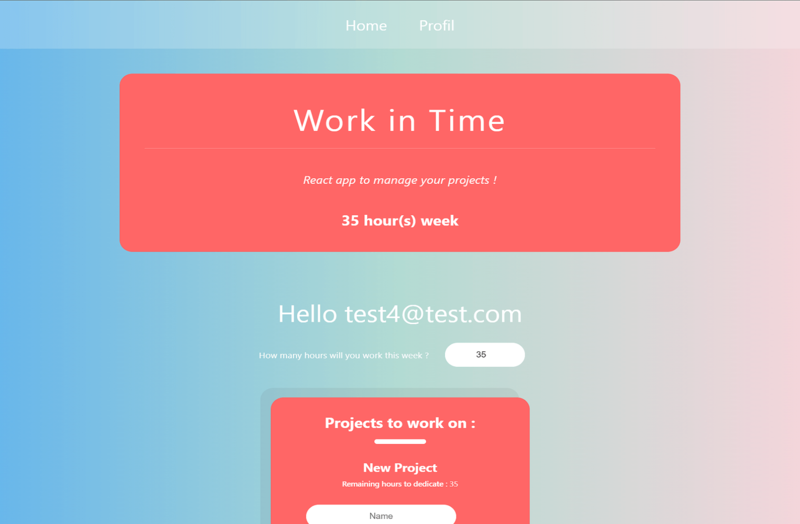 Home Profil
Work in Time
React app to manage your projects !
35 hour(s) week
Hello test4@test.com
How many hours will you work this week ? 35
Projects to work on :
New Project
Remaining hours to dedicate : 35
Name